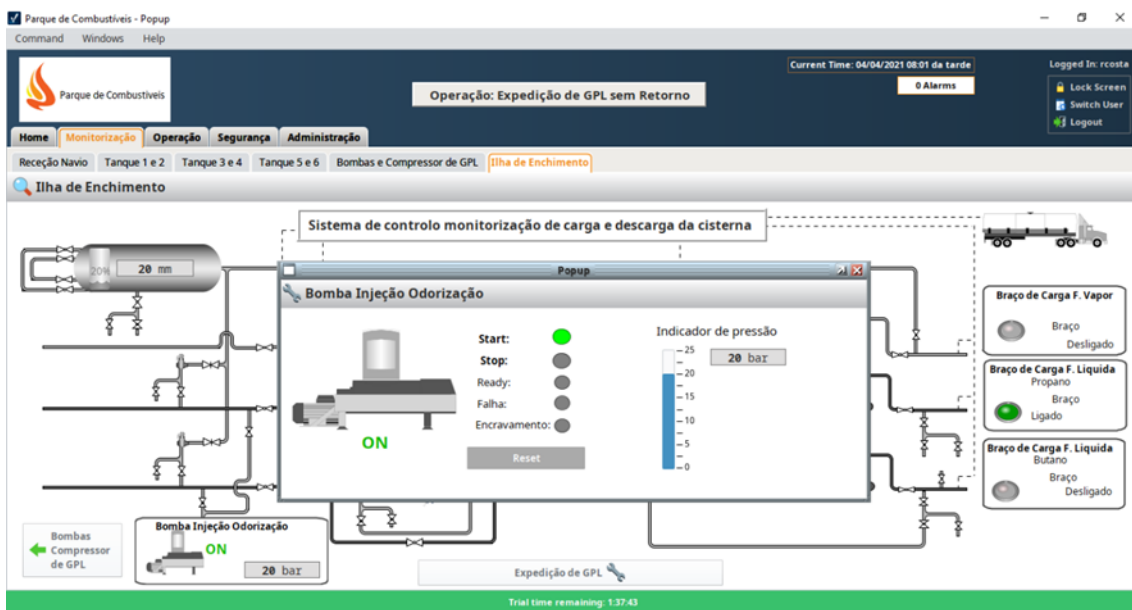 Parque de Combustíveis - Popup
Command Windows Help
Parque de Combustíveis
Operação: Expedição de GPL sem Retorno
Current Time: 04/04/2021 08:01 da tarde
0 Alarms
Logged In: rcosta
Lock Screen
Switch User
Logout
Home Monitorização Operação Segurança Administração
Receção Navio Tanque 1 e 2 Tanque 3 e 4 Tanque 5 e 6 Bombas e Compressor de GPL Ilha de Enchimento
Ilha de Enchimento
Sistema de controlo monitorização de carga e descarga da cisterna
20%
20 mm
Popup
Bomba Injeção Odorização
Start:
Stop:
Ready:
Falha:
Encravamento:
Reset
ON
Indicador de pressão
25
20
15
10
5
0
20 bar
Braço de Carga F. Vapor
Braço
Desligado
Braço de Carga F. Liquida
Propano
Braço
Ligado
Braço de Carga F. Liquida
Butano
Braço
Desligado
Bombas
Compressor
de GPL
Bomba Injeção Odorização
ON
20 bar
Expedição de GPL
Trial time remaining: 1:37:43